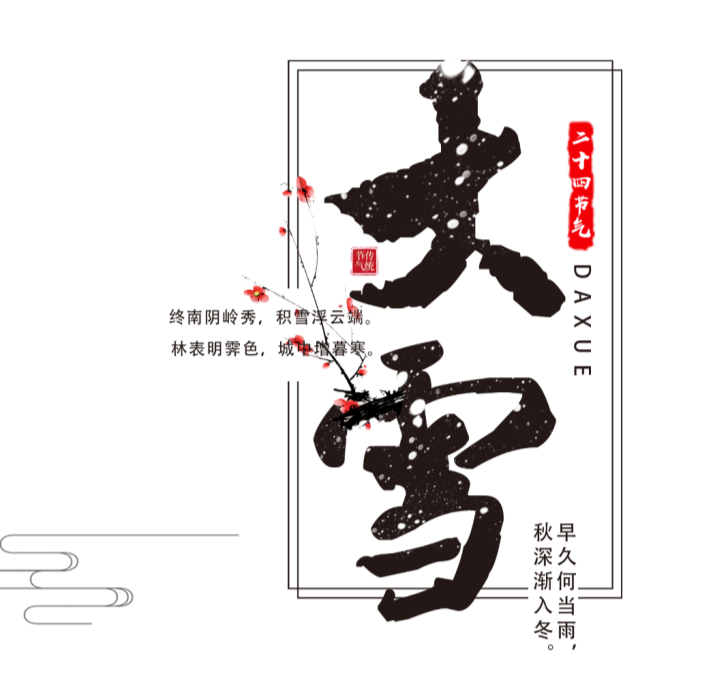 大雪
二十四节气
DAXUE
传统
节气
终南阴岭秀，积雪浮云端。
林表明霁色，城中增暮寒。
早久何当雨，
秋深渐入冬。